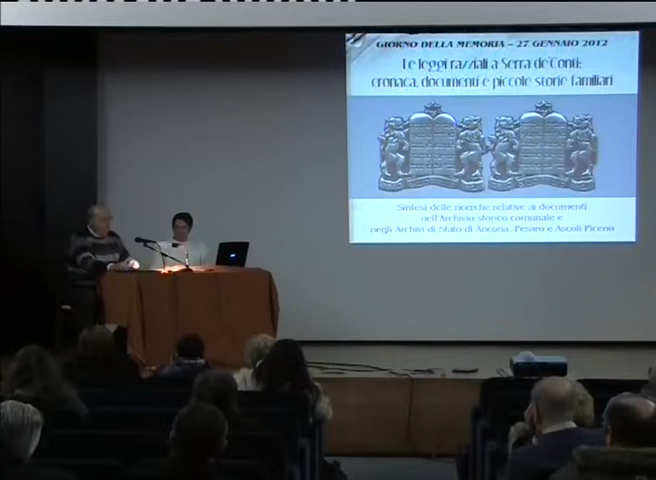 GIORNO DELLA MEMORIA – 27 GENNAIO 2012
Le leggi razziali a Serra de' Conti:
cronaca, documenti e piccole storie familiari
Sintesi delle ricerche relative ai documenti
nell'Archivio storico comunale e
negli Archivi di Stato di Ancona, Pesaro e Ascoli Piceno